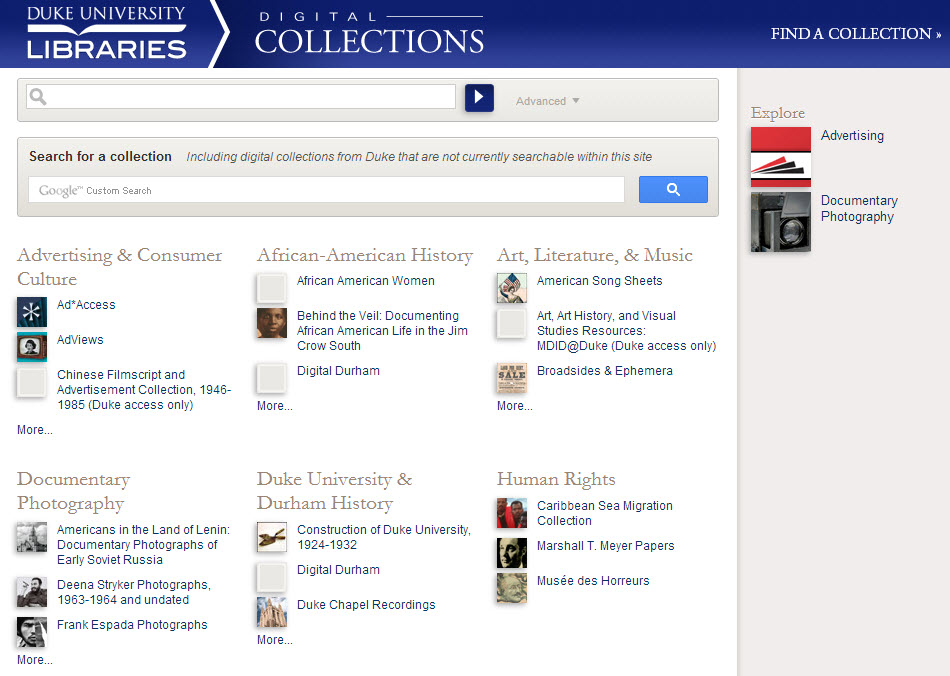 DUKE UNIVERSITY
LIBRARIES
DIGITAL
COLLECTIONS
FIND A COLLECTION »
Advanced
Search for a collection Including digital collections from Duke that are not currently searchable within this site
Google™ Custom Search
Explore
Advertising
Documentary
Photography
Advertising & Consumer
Culture
Ad*Access
AdViews
Chinese Filmscript and
Advertisement Collection, 1946-
1985 (Duke access only)
More...
African-American History
African American Women
Behind the Veil: Documenting
African American Life in the Jim
Crow South
Digital Durham
More...
Art, Literature, & Music
American Song Sheets
Art, Art History, and Visual
Studies Resources:
MDID@Duke (Duke access only)
SALE
Broadsides & Ephemera
More...
Documentary
Photography
Americans in the Land of Lenin:
Documentary Photographs of
Early Soviet Russia
Deena Stryker Photographs,
1963-1964 and undated
Frank Espada Photographs
More...
Duke University &
Durham History
Construction of Duke University,
1924-1932
Digital Durham
Duke Chapel Recordings
More...
Human Rights
Caribbean Sea Migration
Collection
Marshall T. Meyer Papers
Musée des Horreurs